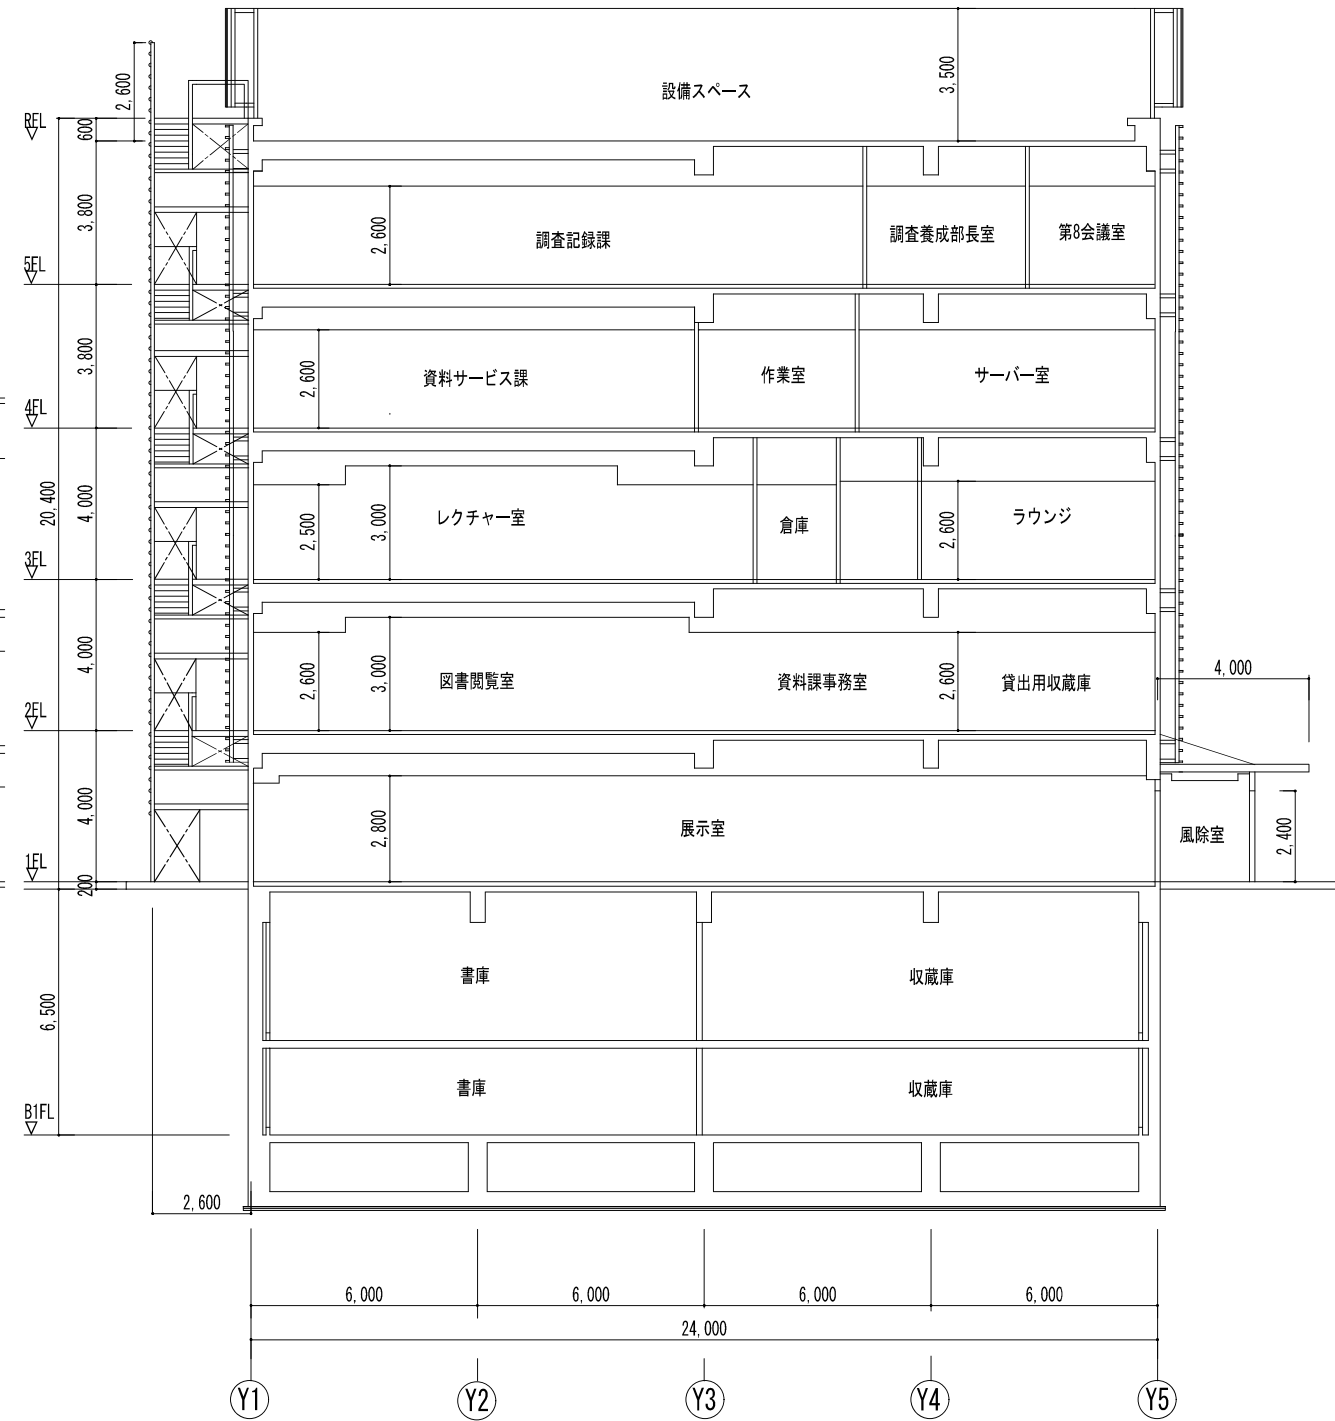 設備スペース
3,500
2,600
RFL
600
3,800
調査記録課
2,600
調査養成部長室
第8会議室
5FL
3,800
資料サービス課
2,600
作業室
サーバー室
4FL
20,400
4,000
レクチャー室
2,500
3,000
倉庫
2,600
ラウンジ
3FL
4,000
図書閲覧室
2,600
3,000
資料課事務室
2,600
貸出用収蔵庫
4,000
2FL
4,000
展示室
2,800
風除室
2,400
1FL
200
書庫
収蔵庫
6,500
書庫
収蔵庫
B1FL
2,600
6,000
6,000
6,000
6,000
24,000
Y1
Y2
Y3
Y4
Y5